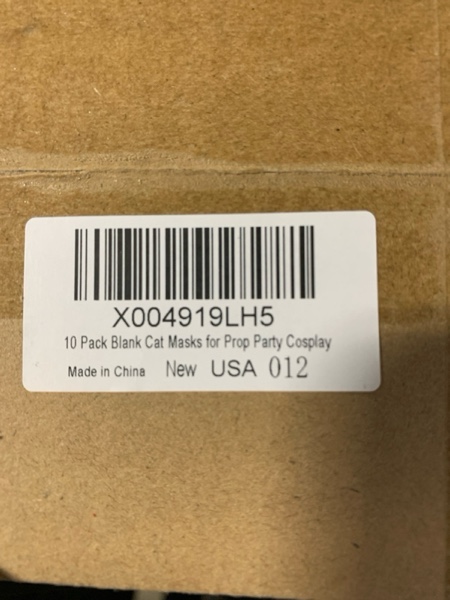 X004919LH5
10 Pack Blank Cat Masks for Prop Party Cosplay
Made in China New USA 012